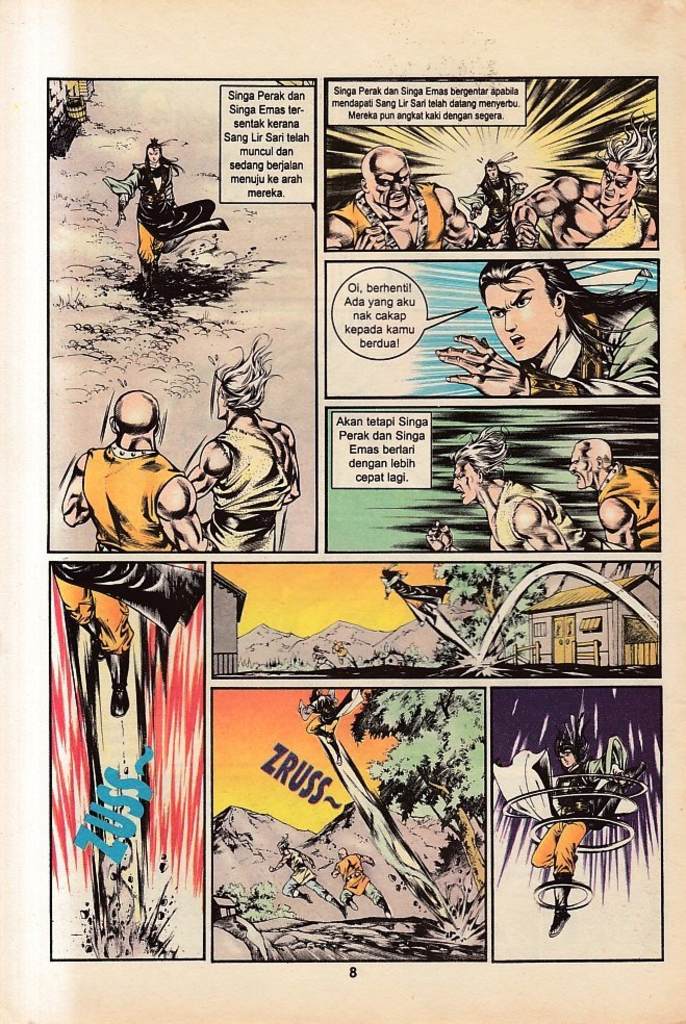 Singa Perak dan
Singa Emas ter-
sentak kerana
Sang Lir Sari telah
muncul dan
sedang berjalan
menuju ke arah
mereka.
Singa Perak dan Singa Emas bergentar apabila
mendapati Sang Lir Sari telah datang menyerbu.
Mereka pun angkat kaki dengan segera.
Oi, berhenti!
Ada yang aku
nak cakap
kepada kamu
berdua!
Akan tetapi Singa
Perak dan Singa
Emas berlari
dengan lebih
cepat lagi.
ZUSS~
ZRUSS~
8